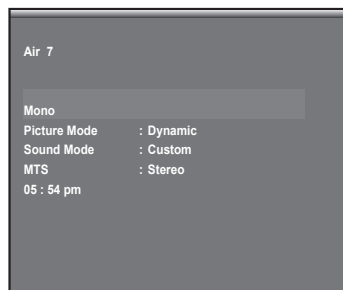 Air 7
Mono
Picture Mode : Dynamic
Sound Mode : Custom
MTS : Stereo
05 : 54 pm